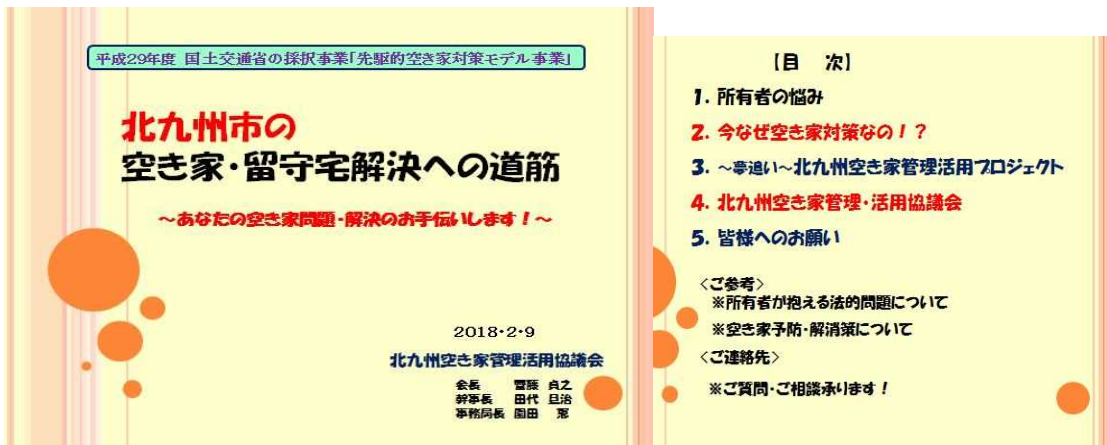 平成29年度 国土交通省の採択事業「先駆的空き家対策モデル事業」
北九州市の
空き家・留守宅解決への道筋
～あなたの空き家問題・解決のお手伝いします！～
2018・2・9
北九州空き家管理活用協議会
会長 齋藤 貞之
幹事長 田代 旦治
事務局長 園田
【目 次】
1. 所有者の悩み
2. 今なぜ空き家対策なの！？
3. ～夢追い～北九州空き家管理活用プロジェクト
4. 北九州空き家管理・活用協議会
5. 皆様へのお願い
＜ご参考＞
※所有者が抱える法的問題について
※空き家予防・解消策について
＜ご連絡先＞
※ご質問・ご相談承ります！